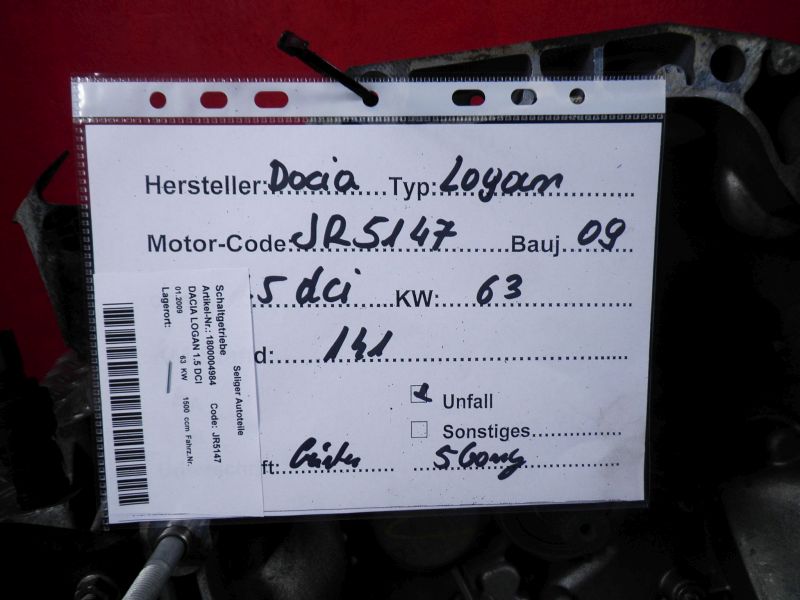 Hersteller: Dacia Typ: Logan
Motor-Code: JR5147 Bauj 09
.5 dci KW: 63
d: 141
Unfall
Sonstiges
ft: 5 Gang
Seliger Autoteile
Schaltgetriebe
Artikel-Nr.: 1800004984 Code: JR5147
DACIA LOGAN 1.5 DCI
01.2009 63 KW 1500 ccm Fahrz.Nr.
Lagerort: